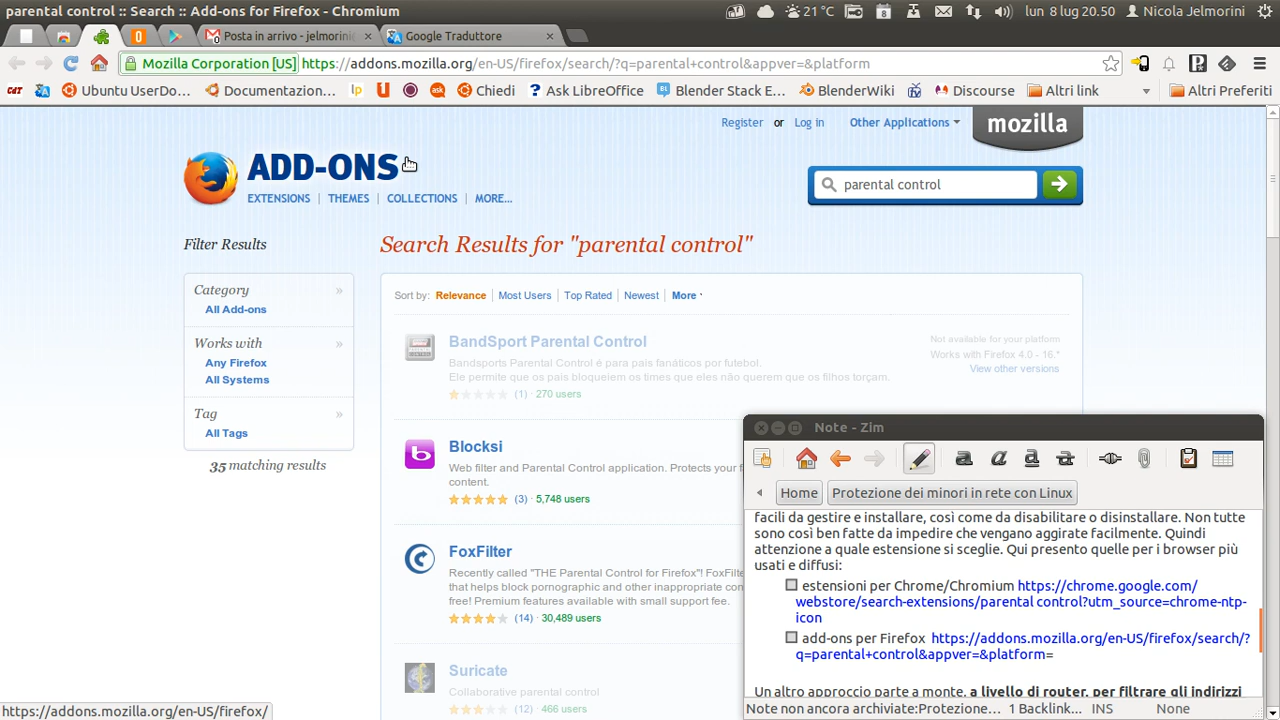 parental control :: Search :: Add-ons for Firefox - Chromium
21 °C
8
lun 8 lug 20.50
Nicola Jelmorini
0
Posta in arrivo - jelmorini
Google Traduttore
Mozilla Corporation [US]
https://addons.mozilla.org/en-US/firefox/search/?q=parental+control&appver=&platform
CdT
Ubuntu UserDo...
Documentazion...
lp
U
ask
Chiedi
? Ask LibreOffice
Blender Stack E...
BlenderWiki
Discourse
Altri link
Altri Preferiti
Register or Log in
Other Applications
mozilla
ADD-ONS
EXTENSIONS | THEMES | COLLECTIONS | MORE...
parental control
Filter Results
Search Results for "parental control"
Category »
All Add-ons
Works with »
Any Firefox
All Systems
Tag »
All Tags
35 matching results
Sort by: Relevance | Most Users | Top Rated | Newest | More
BandSport Parental Control
Bandsports Parental Control é para pais fanáticos por futebol.
Ele permite que os pais bloqueiem os times que eles não querem que os filhos torçam.
(1) · 270 users
Not available for your platform
Works with Firefox 4.0 - 16.*
View other versions
Blocksi
Web filter and Parental Control application. Protects your f
content.
(3) · 5,748 users
FoxFilter
Recently called "THE Parental Control for Firefox"! FoxFil
that helps block pornographic and other inappropriate con
free! Premium features available with small support fee.
(14) · 30,489 users
Suricate
Collaborative parental control
(12) · 466 users
https://addons.mozilla.org/en-US/firefox/
Note - Zim
Home
Protezione dei minori in rete con Linux
facili da gestire e installare, così come da disabilitare o disinstallare. Non tutte
sono così ben fatte da impedire che vengano aggirate facilmente. Quindi
attenzione a quale estensione si sceglie. Qui presento quelle per i browser più
usati e diffusi:
estensioni per Chrome/Chromium https://chrome.google.com/
webstore/search-extensions/parental control?utm_source=chrome-ntp-
icon
add-ons per Firefox https://addons.mozilla.org/en-US/firefox/search/?
q=parental+control&appver=&platform=
Un altro approccio parte a monte, a livello di router, per filtrare gli indirizzi
Note non ancora archiviate:Protezione...
1 Backlink...
INS
None